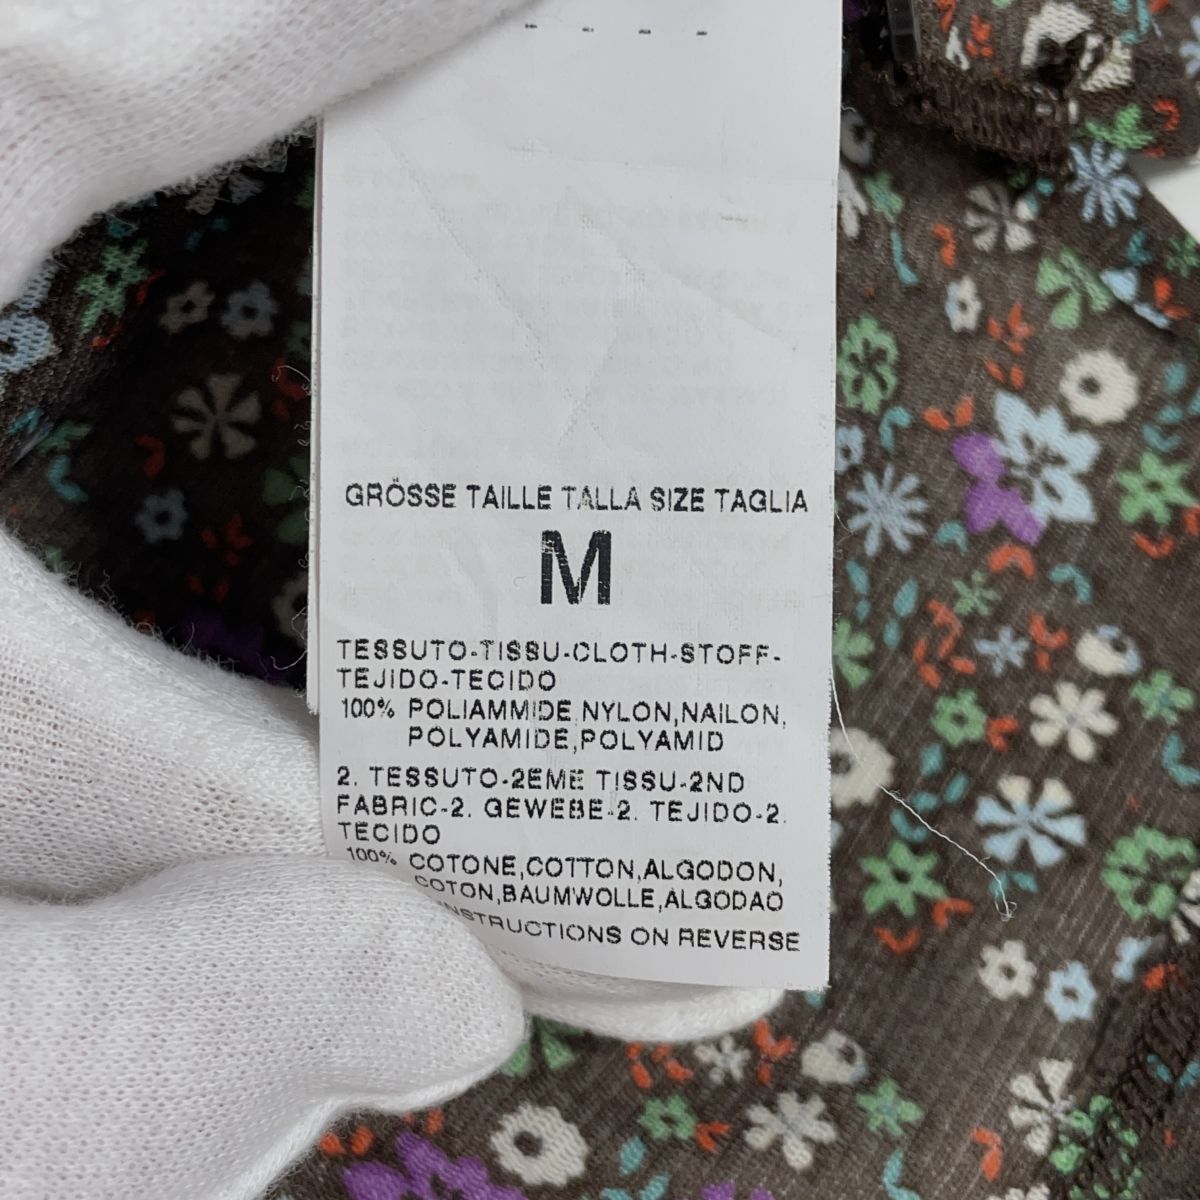 GRÖSSE TAILLE TALLA SIZE TAGLIA
M
TESSUTO-TISSU-CLOTH-STOFF-
TEJIDO-TECIDO
100% POLIAMMIDE,NYLON,NAILON,
POLYAMIDE,POLYAMID
2. TESSUTO-2EME TISSU-2ND
FABRIC-2. GEWEBE-2. TEJIDO-2.
TECIDO
100% COTONE,COTTON,ALGODON,
COTON,BAUMWOLLE,ALGODAO
ON REVERSE